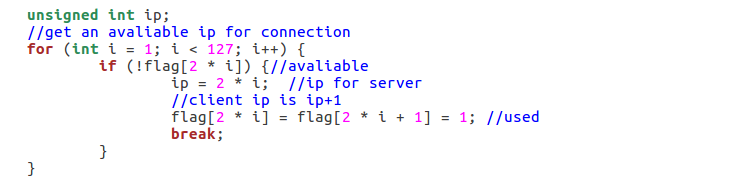 unsigned int ip;
//get an avaliable ip for connection
for (int i = 1; i < 127; i++) {
if (!flag[2 * i]) {//avaliable
ip = 2 * i;  //ip for server
//client ip is ip+1
flag[2 * i] = flag[2 * i + 1] = 1; //used
break;
}
}